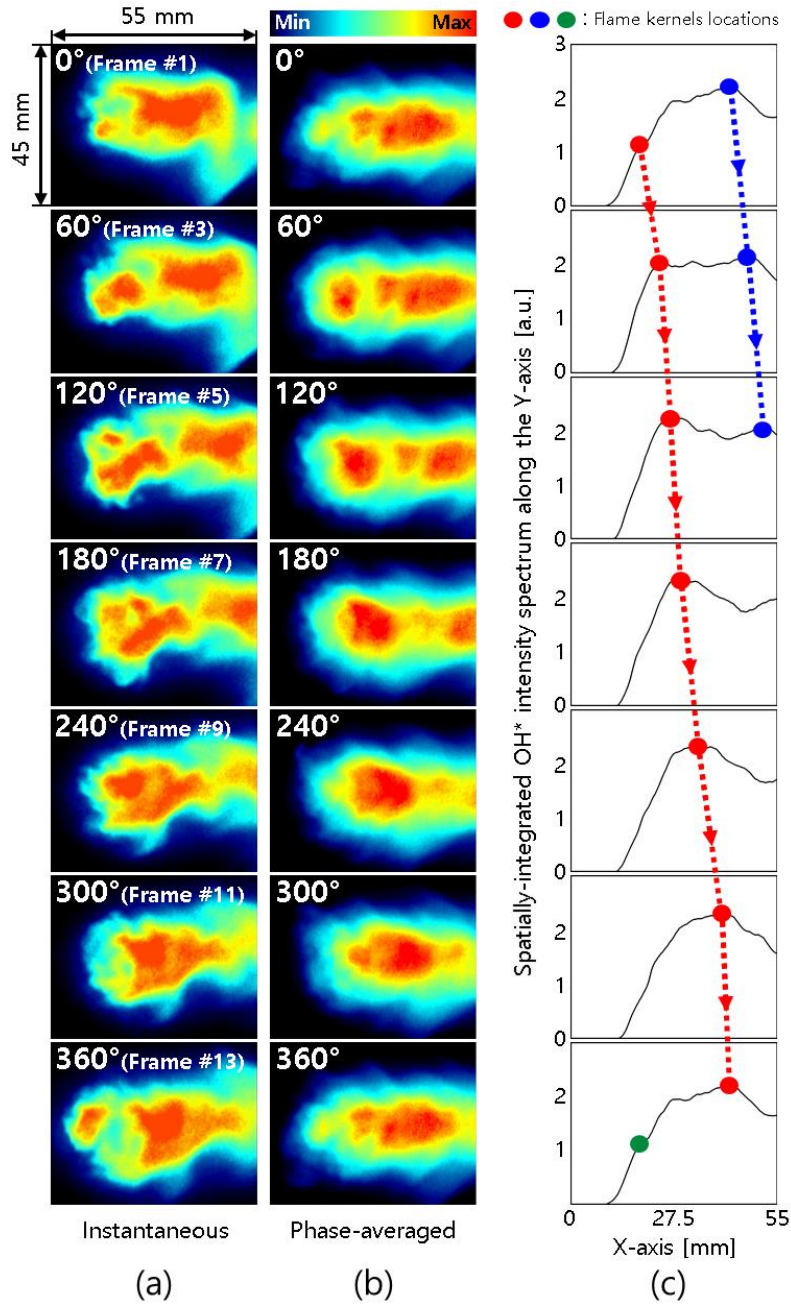 55 mm
Min Max
: Flame kernels locations
45 mm
0°(Frame #1)
0°
60°(Frame #3)
60°
120°(Frame #5)
120°
180°(Frame #7)
180°
240°(Frame #9)
240°
300°(Frame #11)
300°
360°(Frame #13)
360°
Instantaneous
Phase-averaged
(a)
(b)
Spatially-integrated OH* intensity spectrum along the Y-axis [a.u.]
3
2
1
0
2
1
0
2
1
0
2
1
0
2
1
0
2
1
0
2
1
0 27.5 55
X-axis [mm]
(c)